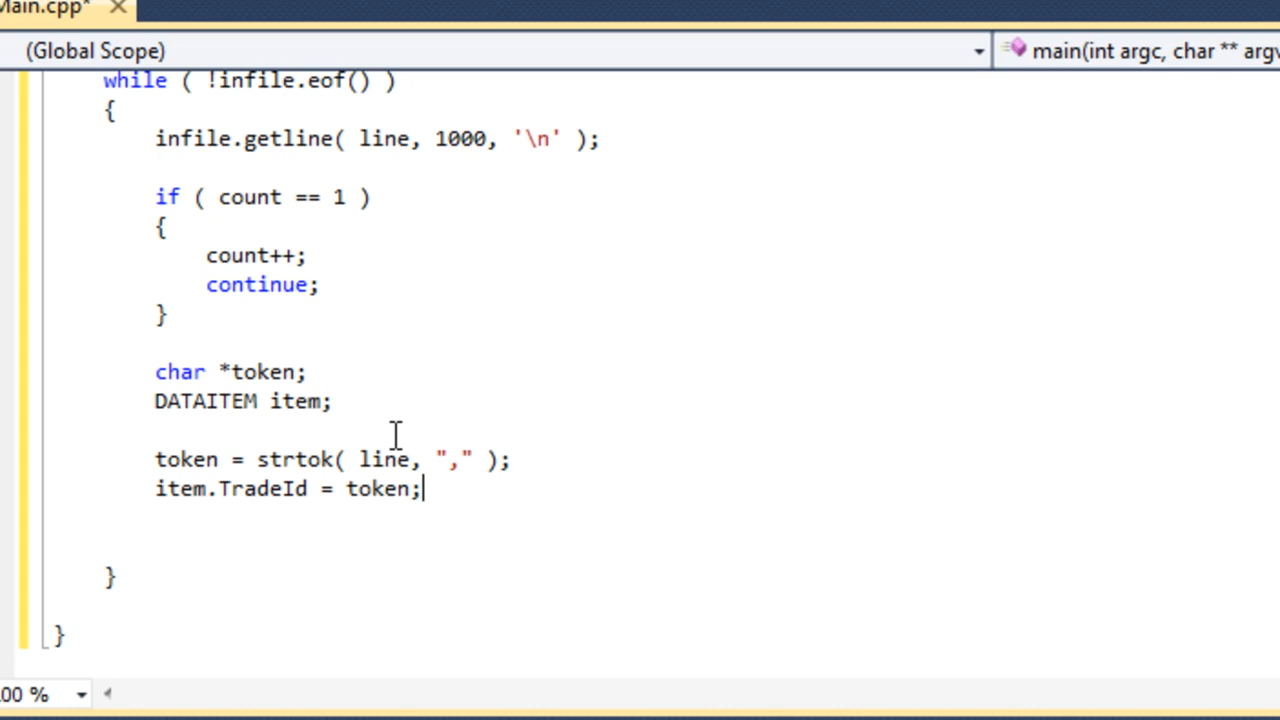 Main.cpp*
(Global Scope)
main(int argc, char ** argv
while ( !infile.eof() )
{
infile.getline( line, 1000, '\n' );
if ( count == 1 )
{
count++;
continue;
}
char *token;
DATAITEM item;
token = strtok( line, "," );
item.TradeId = token;
}
}
00 %